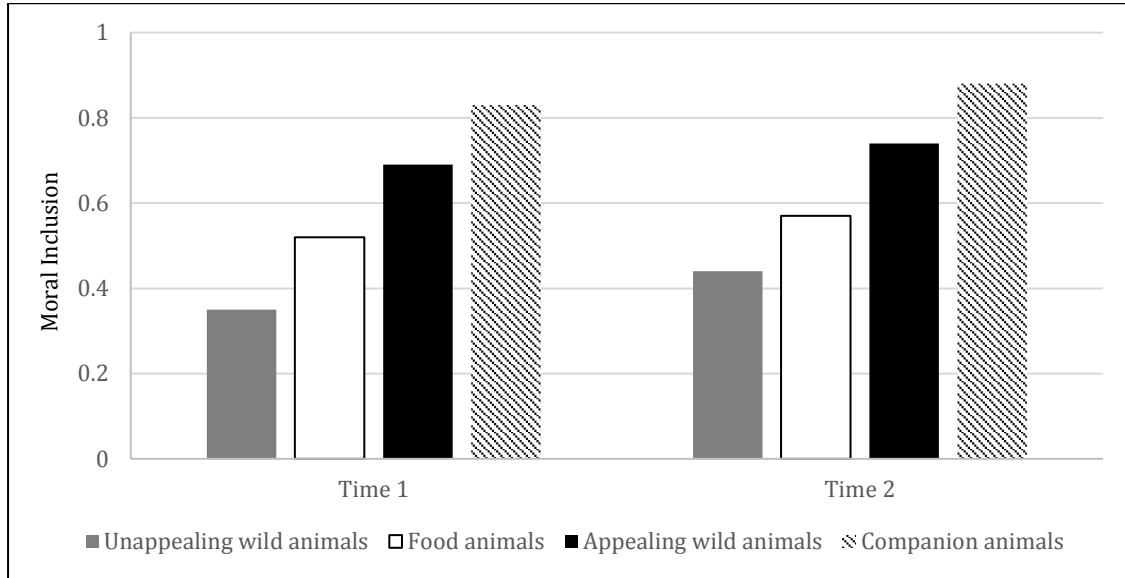 1
0.8
0.6
0.4
0.2
0
Moral Inclusion
Time 1 Time 2
Unappealing wild animals Food animals Appealing wild animals Companion animals